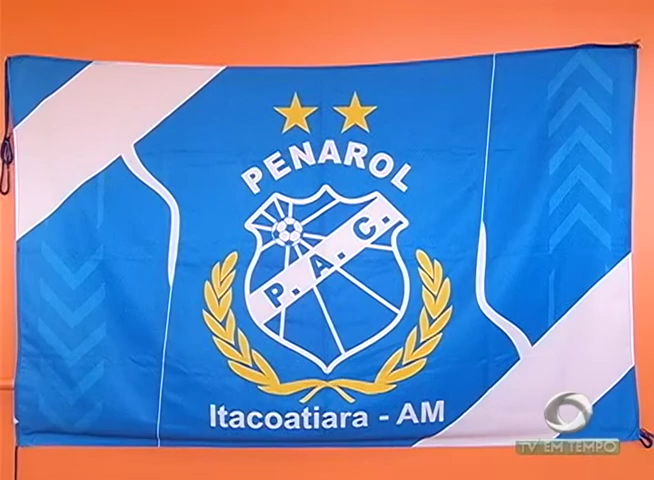 PENAROL
P. A. C.
Itacoatiara - AM
TV EM TEMPO